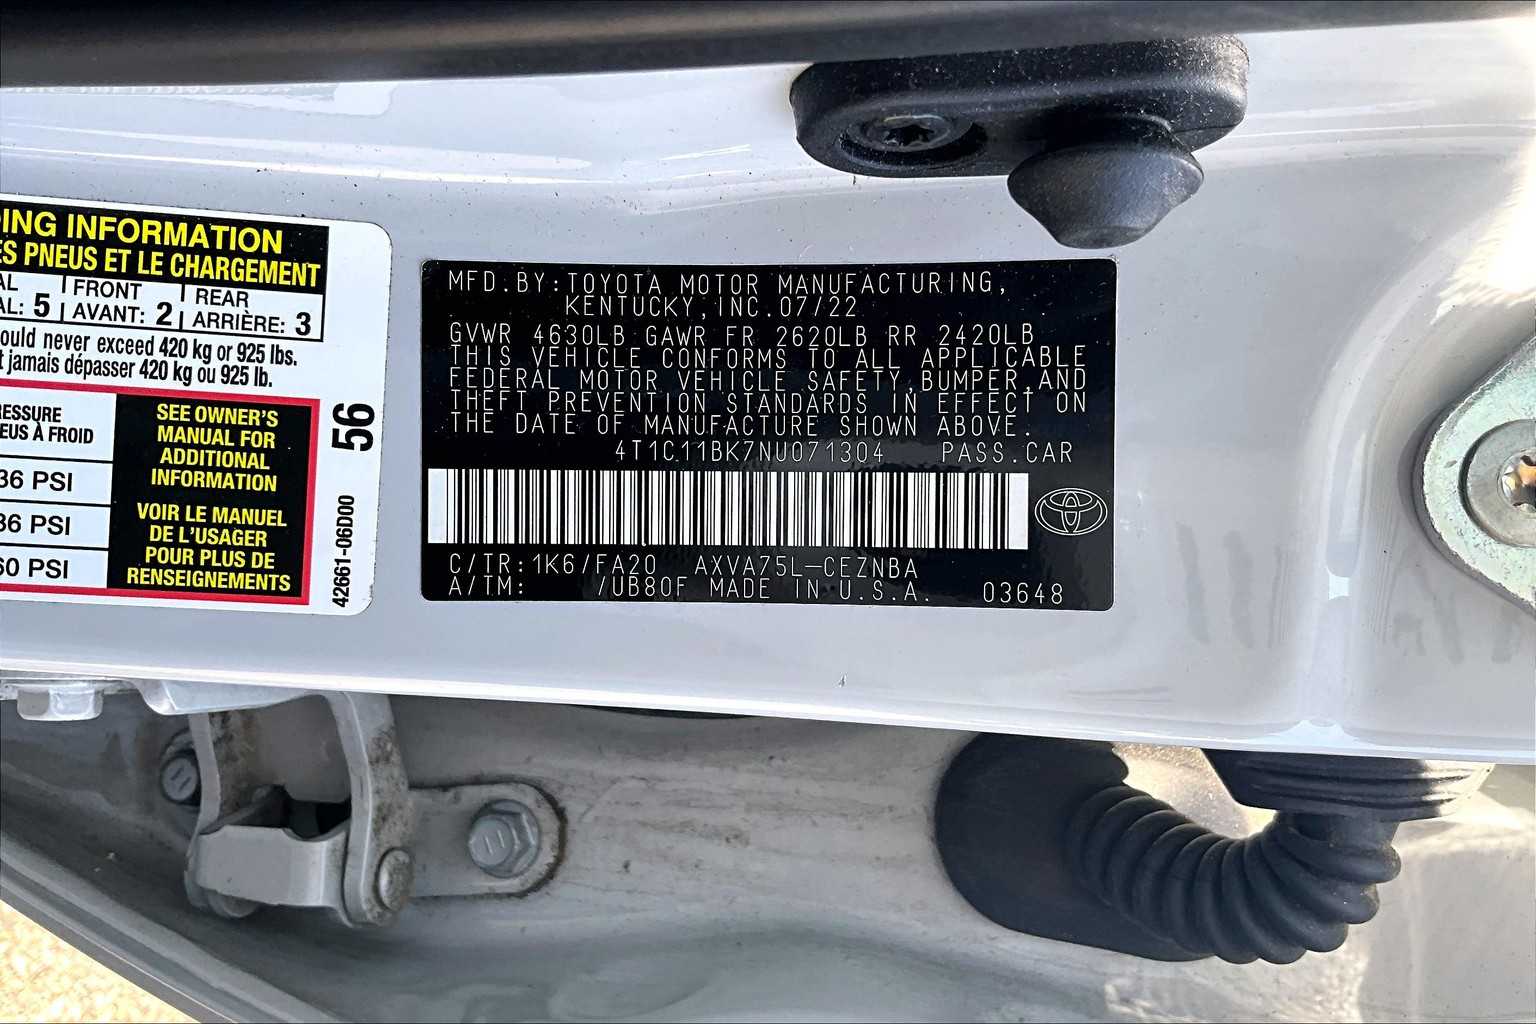 ING INFORMATION
ES PNEUS ET LE CHARGEMENT
AL FRONT REAR
AL: 5 AVANT: 2 ARRIÈRE: 3
ould never exceed 420 kg or 925 lbs.
t jamais dépasser 420 kg ou 925 lb.
RESSURE
EUS À FROID
36 PSI
36 PSI
60 PSI
SEE OWNER'S
MANUAL FOR
ADDITIONAL
INFORMATION
VOIR LE MANUEL
DE L'USAGER
POUR PLUS DE
RENSEIGNEMENTS
56
42661-06D00
MFD.BY:TOYOTA MOTOR MANUFACTURING,
KENTUCKY,INC.07/22
GVWR 4630LB GAWR FR 2620LB RR 2420LB
THIS VEHICLE CONFORMS TO ALL APPLICABLE
FEDERAL MOTOR VEHICLE SAFETY,BUMPER,AND
THEFT PREVENTION STANDARDS IN EFFECT ON
THE DATE OF MANUFACTURE SHOWN ABOVE.
4T1C11BK7NU071304 PASS.CAR
C/TR:1K6/FA20 AXVA75L-CEZNBA
A/TM: /UB80F MADE IN U.S.A. 03648